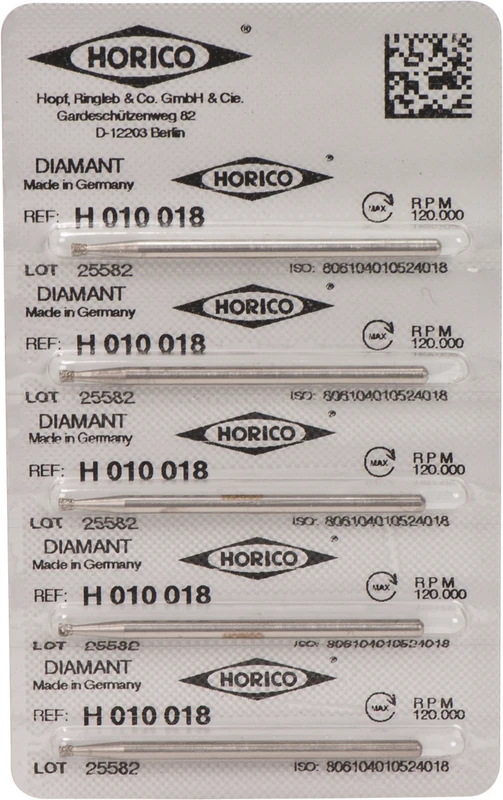 HORICO ®
Hopf, Ringleb & Co. GmbH & Cie.
Gardeschützenweg 82
D-12203 Berlin
DIAMANT
Made in Germany
HORICO ®
MAX
RPM
120.000
REF: H 010 018
LOT 25582 ISO: 806104010524018
DIAMANT
Made in Germany
HORICO ®
MAX
RPM
120.000
REF: H 010 018
LOT 25582 ISO: 806104010524018
DIAMANT
Made in Germany
HORICO ®
MAX
RPM
120.000
REF: H 010 018
LOT 25582 ISO: 806104010524018
DIAMANT
Made in Germany
HORICO ®
MAX
RPM
120.000
REF: H 010 018
LOT 25582 ISO: 806104010524018
DIAMANT
Made in Germany
HORICO ®
MAX
RPM
120.000
REF: H 010 018
LOT 25582 ISO: 806104010524018